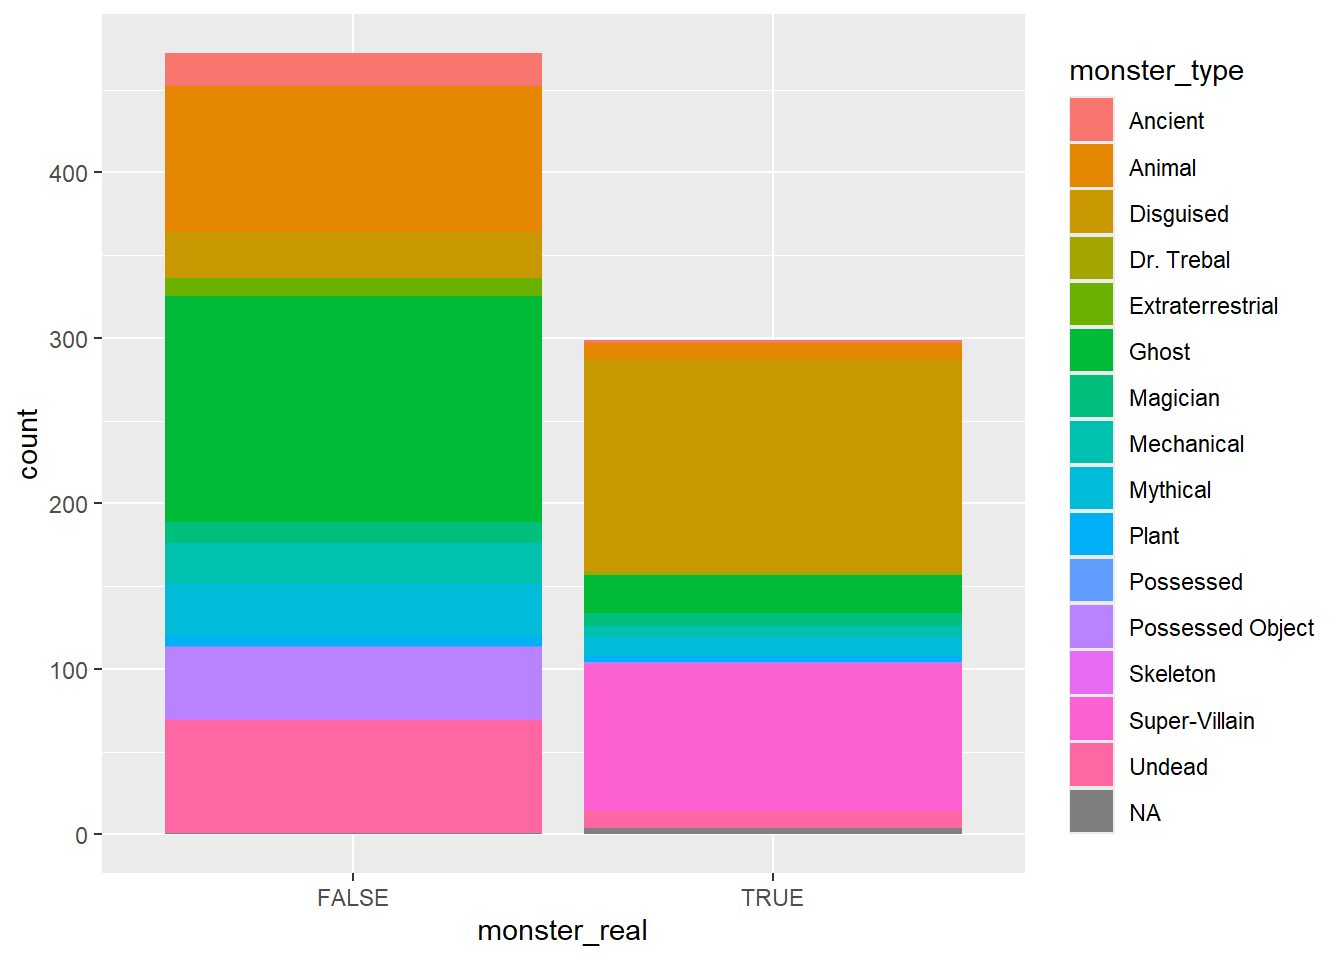 400
300
200
100
0
count
FALSE
TRUE
monster_real
monster_type
Ancient
Animal
Disguised
Dr. Trebal
Extraterrestrial
Ghost
Magician
Mechanical
Mythical
Plant
Possessed
Possessed Object
Skeleton
Super-Villain
Undead
NA